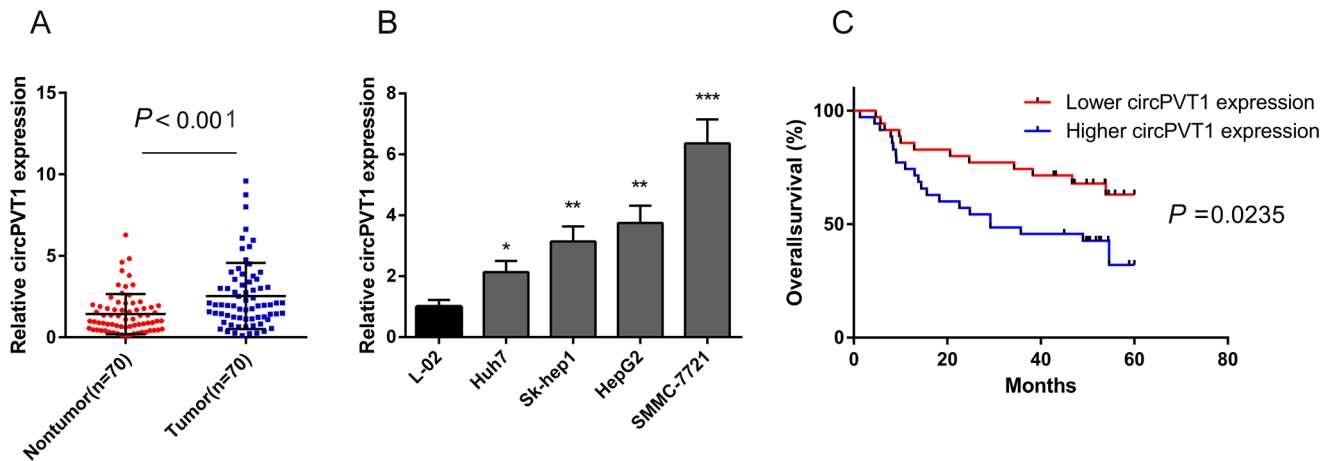 A
Relative circPVT1 expression
15
10
5
0
P < 0.001
Nontumor(n=70)
Tumor(n=70)
B
Relative circPVT1 expression
8
6
4
2
0
*
**
**
***
L-02
Huh7
Sk-hep1
HepG2
SMMC-7721
C
Overallsurvival (%)
100
50
0
Lower circPVT1 expression
Higher circPVT1 expression
P =0.0235
0
20
40
60
80
Months